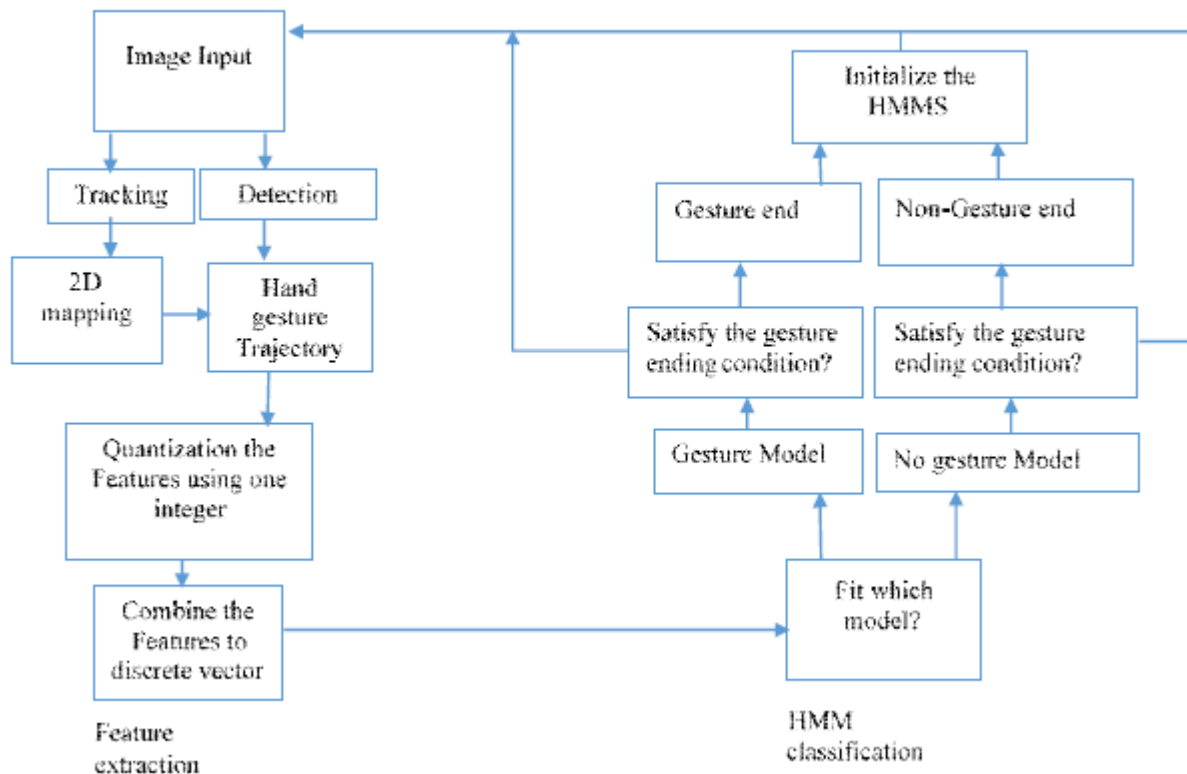 Image Input
Tracking
Detection
2D
mapping
Hand
gesture
Trajectory
Quantization the
Features using one
integer
Combine the
Features to
discrete vector
Feature
extraction
Initialize the
HMMS
Gesture end
Non-Gesture end
Satisfy the gesture
ending condition?
Satisfy the gesture
ending condition?
Gesture Model
No gesture Model
Fit which
model?
HMM
classification